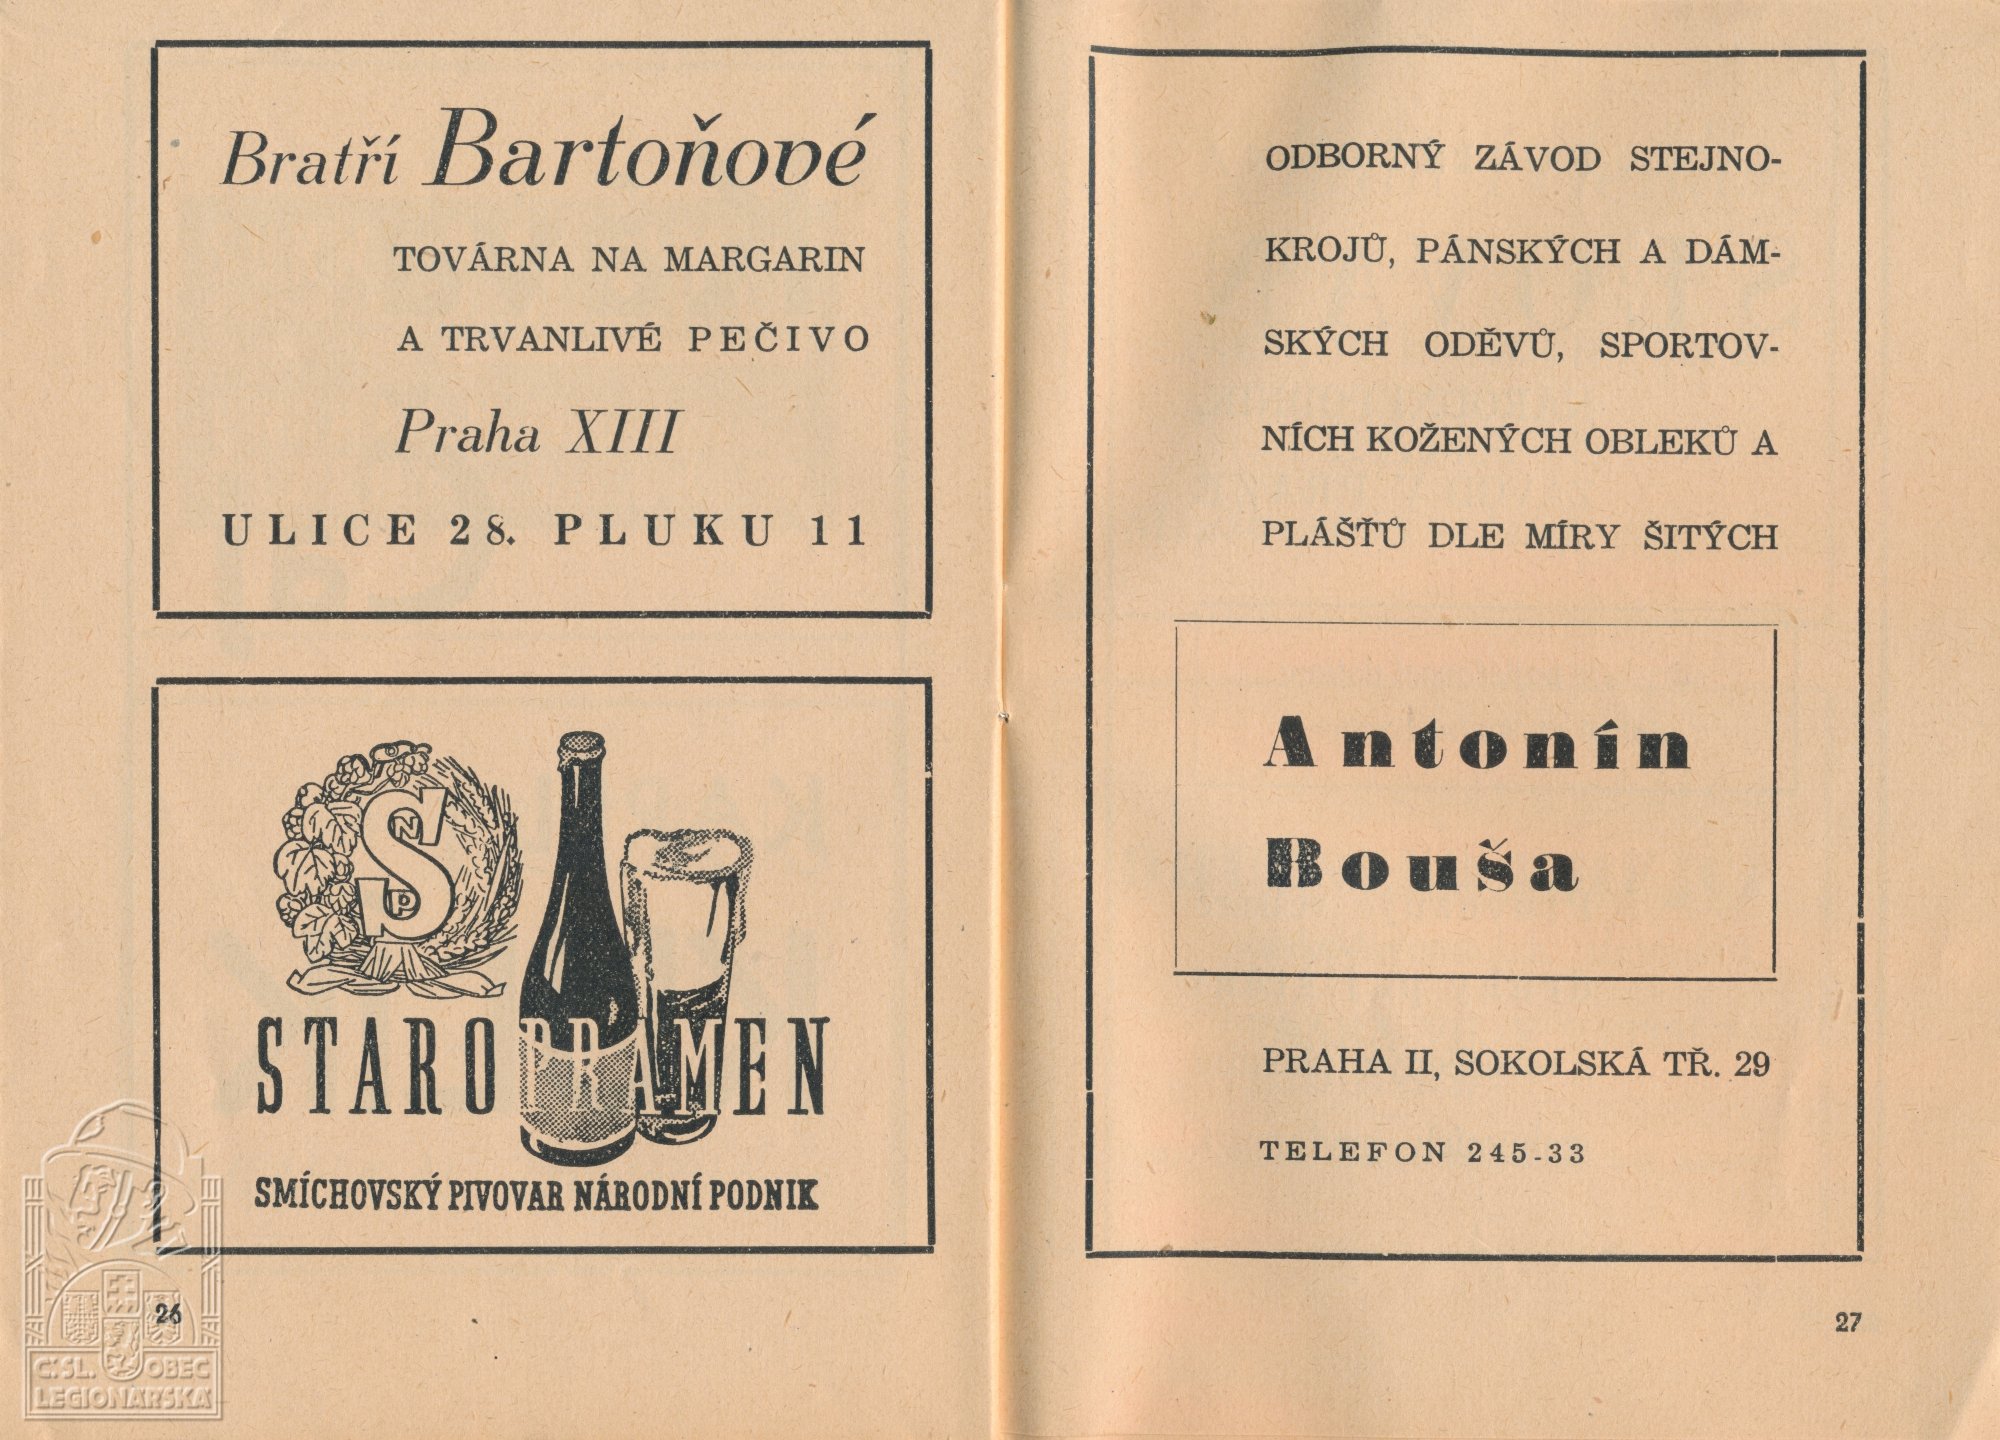 Bratří Bartoňové
TOVÁRNA NA MARGARIN
A TRVANLIVÉ PEČIVO
Praha XIII
ULICE 28. PLUKU 11
S
N
P
STAROPRAMEN
SMÍCHOVSKÝ PIVOVAR NÁRODNÍ PODNIK
26
Č.SL. OBEC
LEGIONÁŘSKÁ
ODBORNÝ ZÁVOD STEJNO-
KROJŮ, PÁNSKÝCH A DÁM-
SKÝCH ODĚVŮ, SPORTOV-
NÍCH KOŽENÝCH OBLEKŮ A
PLÁŠŤŮ DLE MÍRY ŠITÝCH
Antonín
Bouša
PRAHA II, SOKOLSKÁ TŘ. 29
TELEFON 245-33
27